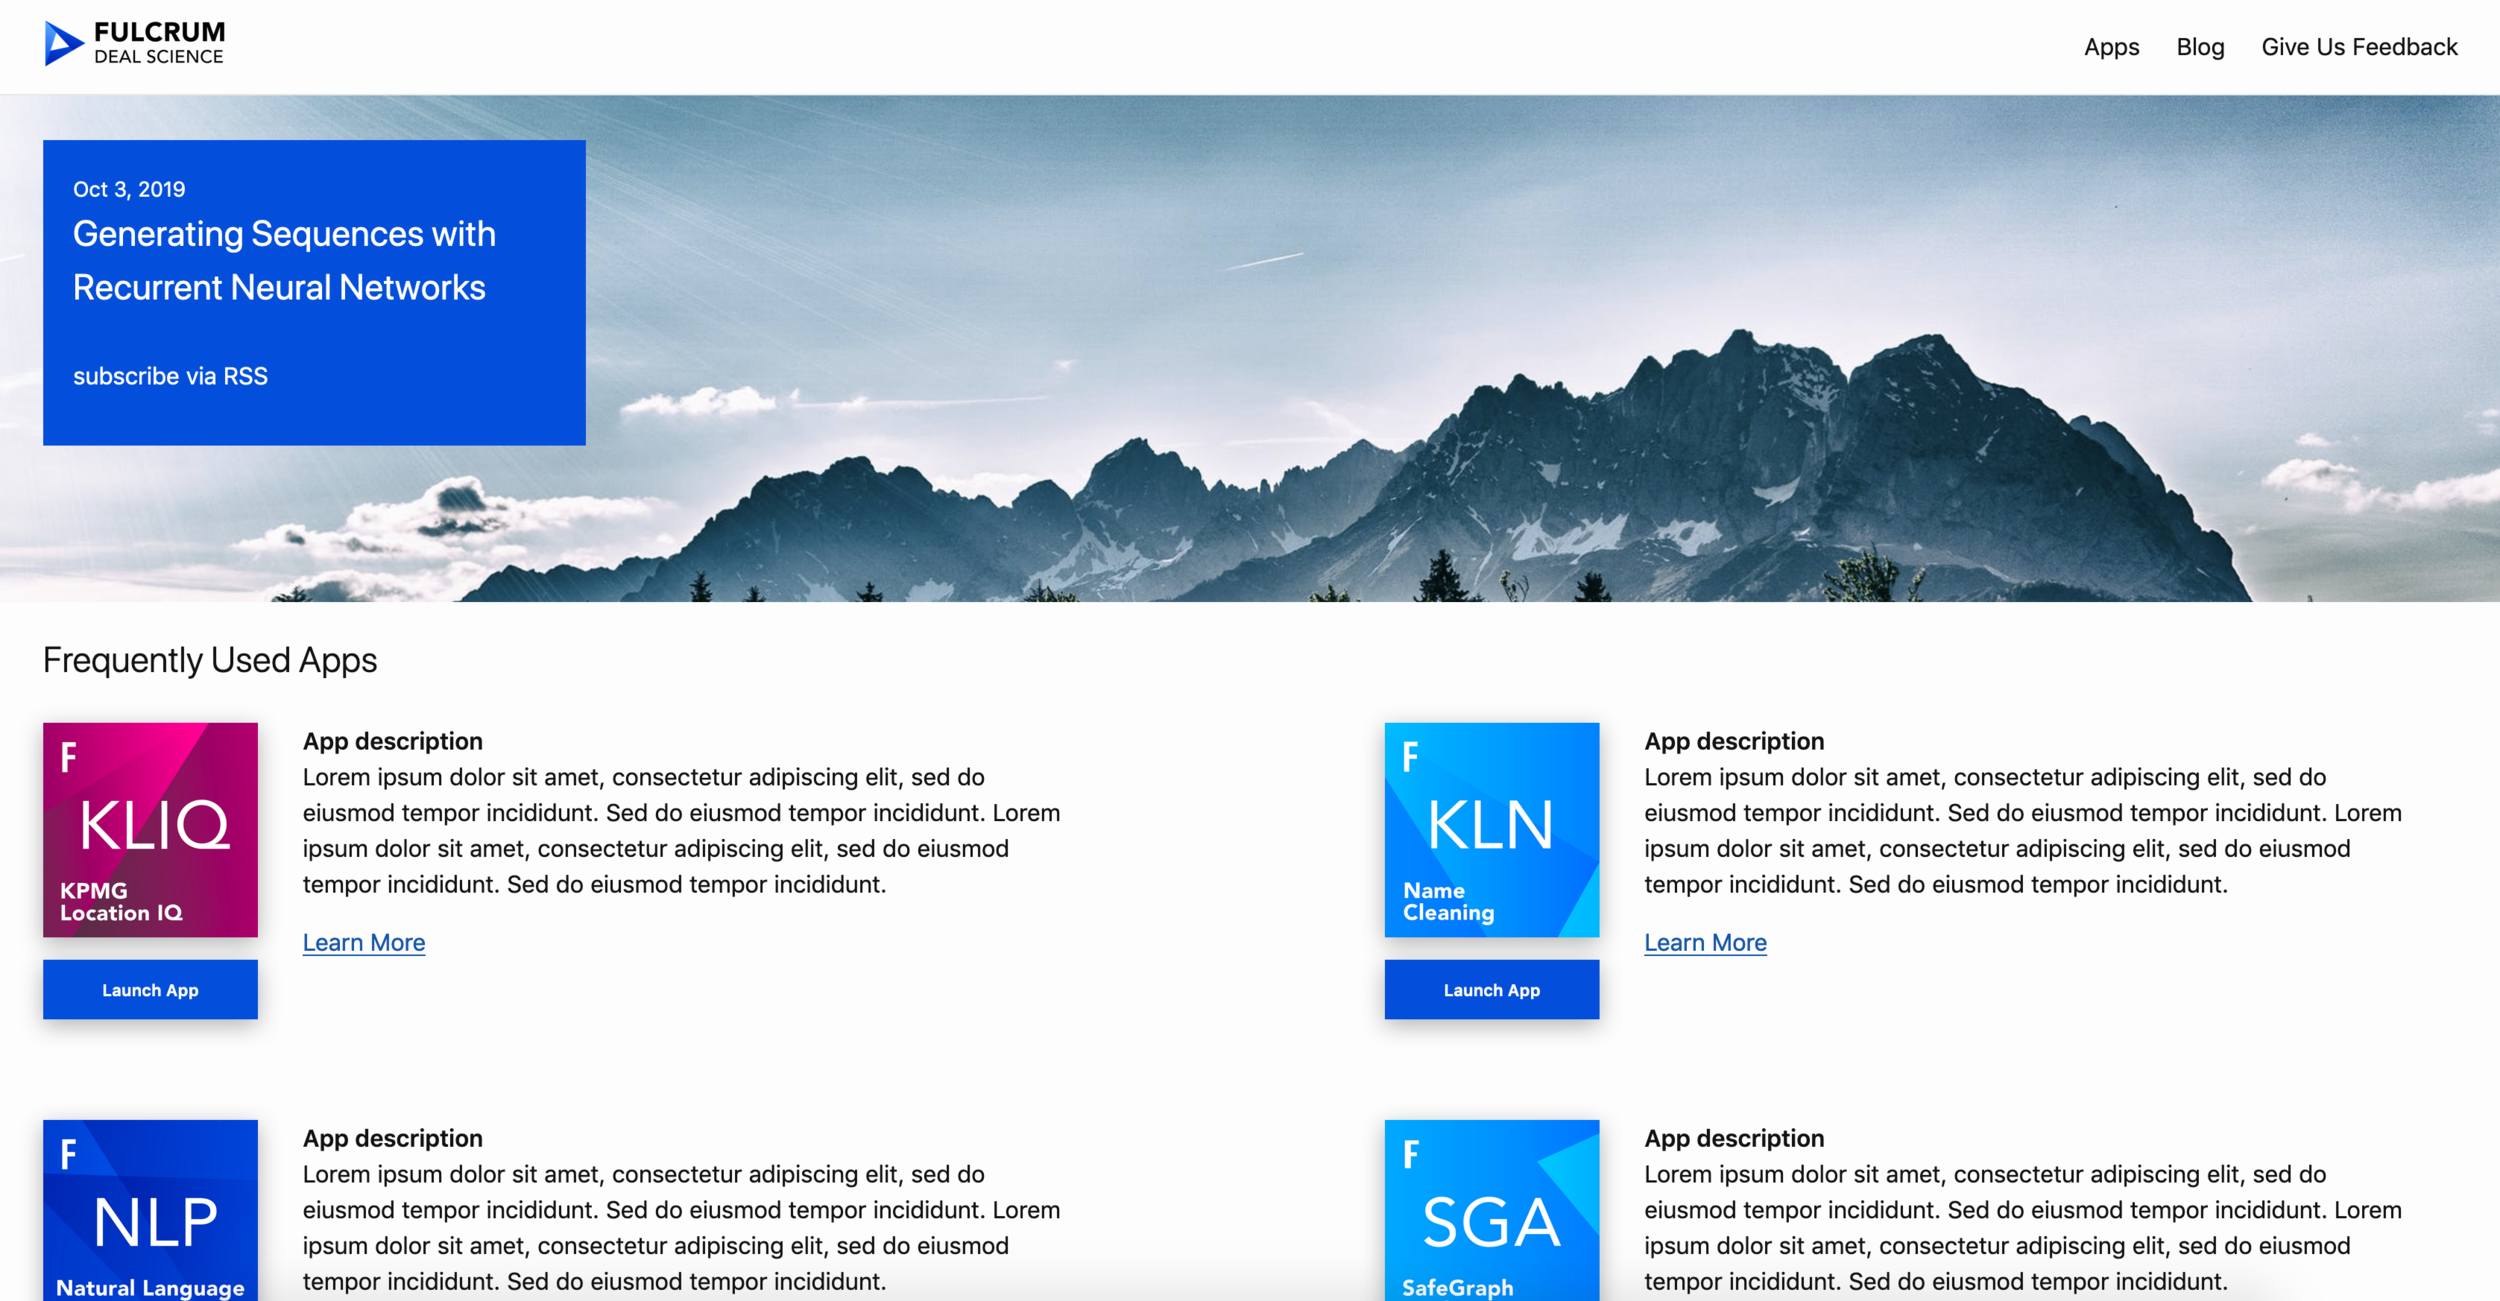 FULCRUM
DEAL SCIENCE
Apps Blog Give Us Feedback
Oct 3, 2019
Generating Sequences with
Recurrent Neural Networks
subscribe via RSS
Frequently Used Apps
F
KLIQ
KPMG
Location IQ
Launch App
App description
Lorem ipsum dolor sit amet, consectetur adipiscing elit, sed do
eiusmod tempor incididunt. Sed do eiusmod tempor incididunt. Lorem
ipsum dolor sit amet, consectetur adipiscing elit, sed do eiusmod
tempor incididunt. Sed do eiusmod tempor incididunt.
Learn More
F
KLN
Name
Cleaning
Launch App
App description
Lorem ipsum dolor sit amet, consectetur adipiscing elit, sed do
eiusmod tempor incididunt. Sed do eiusmod tempor incididunt. Lorem
ipsum dolor sit amet, consectetur adipiscing elit, sed do eiusmod
tempor incididunt. Sed do eiusmod tempor incididunt.
Learn More
F
NLP
Natural Language
App description
Lorem ipsum dolor sit amet, consectetur adipiscing elit, sed do
eiusmod tempor incididunt. Sed do eiusmod tempor incididunt. Lorem
ipsum dolor sit amet, consectetur adipiscing elit, sed do eiusmod
tempor incididunt. Sed do eiusmod tempor incididunt.
F
SGA
SafeGraph
App description
Lorem ipsum dolor sit amet, consectetur adipiscing elit, sed do
eiusmod tempor incididunt. Sed do eiusmod tempor incididunt. Lorem
ipsum dolor sit amet, consectetur adipiscing elit, sed do eiusmod
tempor incididunt. Sed do eiusmod tempor incididunt.